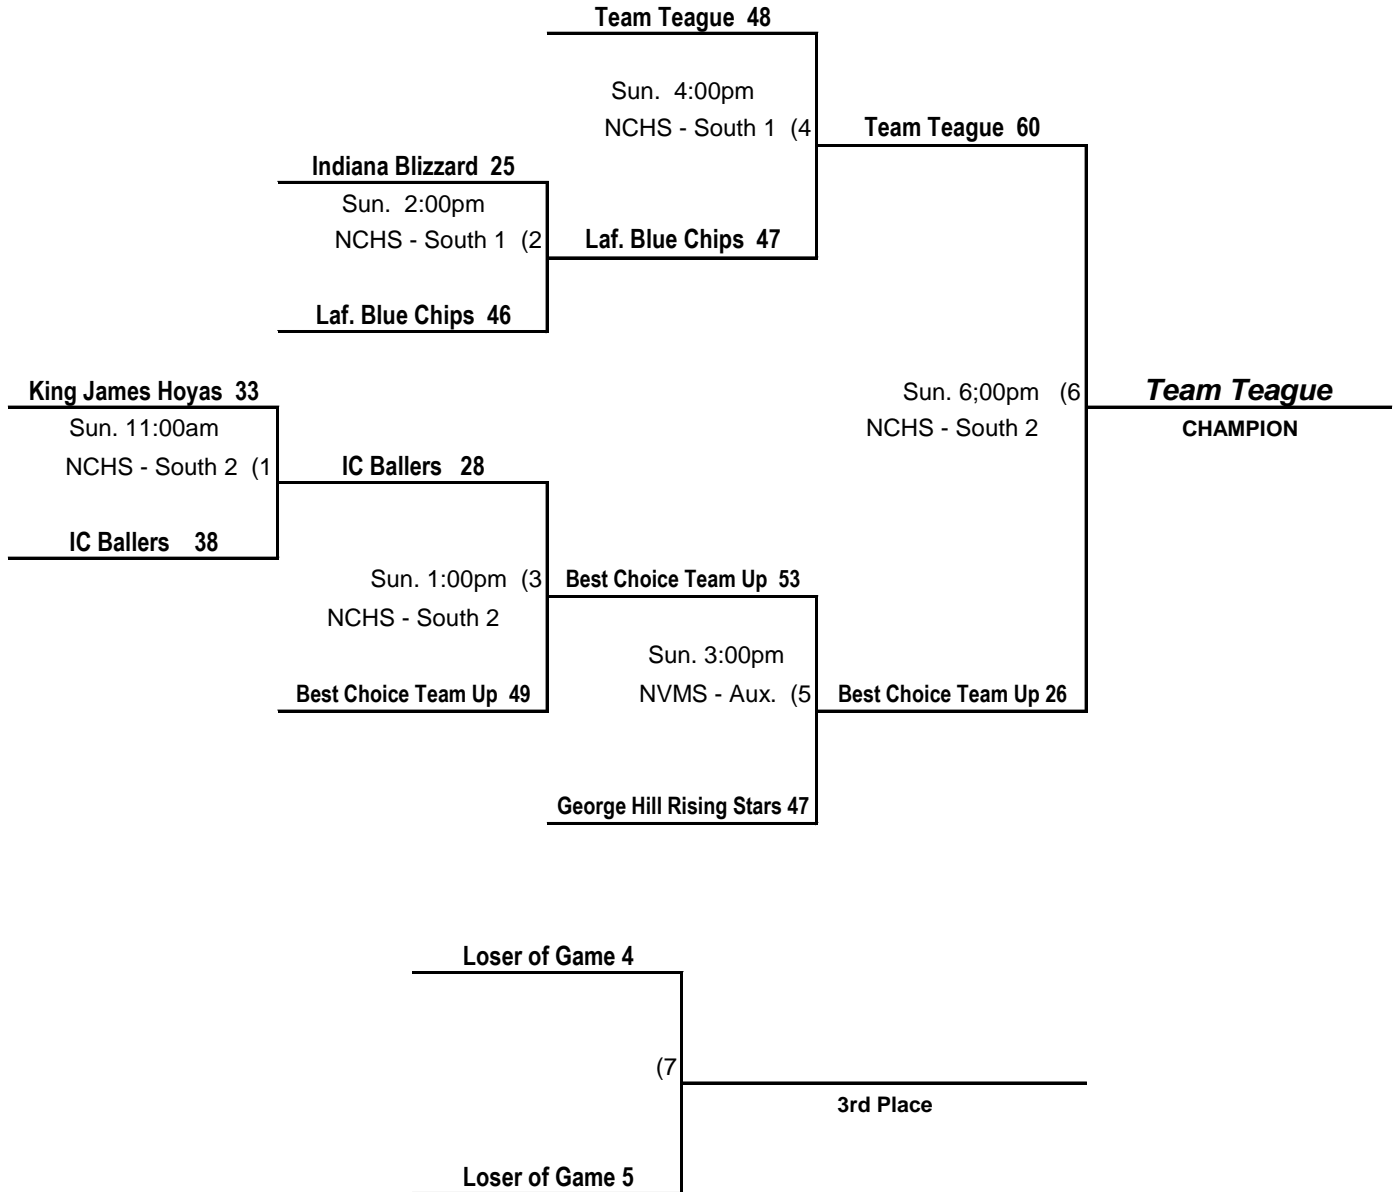 Team Teague 48
Sun. 4:00pm
NCHS - South 1 (4
Team Teague 60
Indiana Blizzard 25
Sun. 2:00pm
NCHS - South 1 (2
Laf. Blue Chips 47
Laf. Blue Chips 46
King James Hoyas 33
Sun. 6;00pm (6
Team Teague
Sun. 11:00am
NCHS - South 2
CHAMPION
NCHS - South 2 (1
IC Ballers 28
IC Ballers 38
Sun. 1:00pm (3
Best Choice Team Up 53
NCHS - South 2
Sun. 3:00pm
Best Choice Team Up 49
NVMS - Aux. (5
Best Choice Team Up 26
George Hill Rising Stars 47
Loser of Game 4
(7
3rd Place
Loser of Game 5